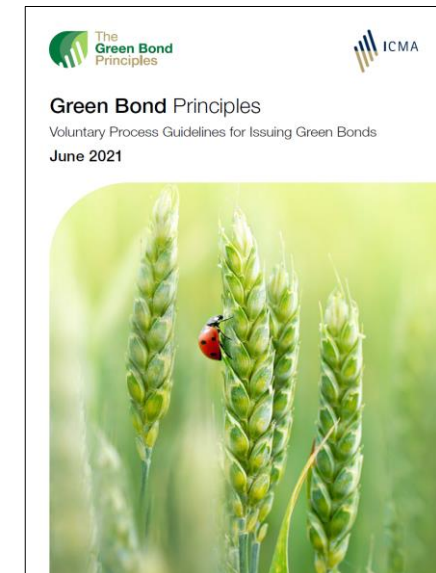 The
Green Bond
Principles
ICMA
Green Bond Principles
Voluntary Process Guidelines for Issuing Green Bonds
June 2021